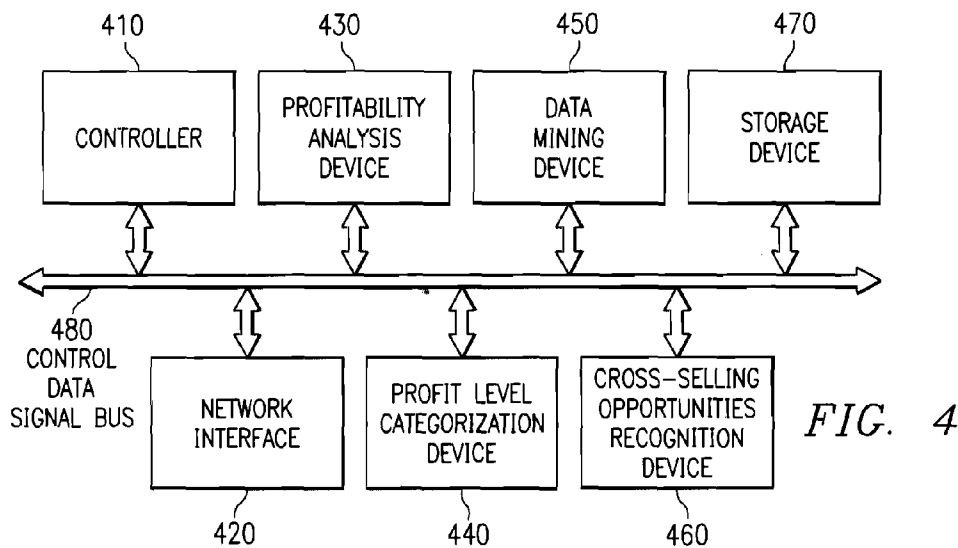 410
430
450
470
CONTROLLER
PROFITABILITY
ANALYSIS
DEVICE
DATA
MINING
DEVICE
STORAGE
DEVICE
480
CONTROL
DATA
SIGNAL BUS
NETWORK
INTERFACE
PROFIT LEVEL
CATEGORIZATION
DEVICE
CROSS-SELLING
OPPORTUNITIES
RECOGNITION
DEVICE
FIG. 4
420
440
460